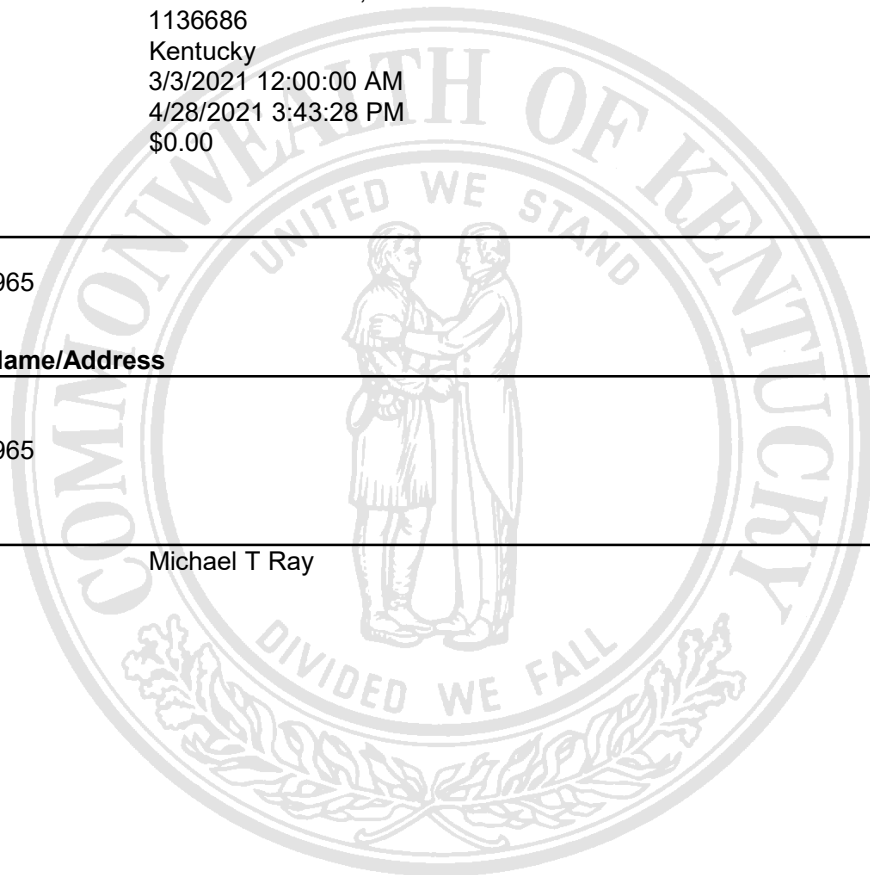 1136686
Kentucky
3/3/2021 12:00:00 AM
4/28/2021 3:43:28 PM
$0.00
965
Name/Address
965
Michael T Ray
COMMONWEALTH OF KENTUCKY
UNITED WE STAND
DIVIDED WE FALL